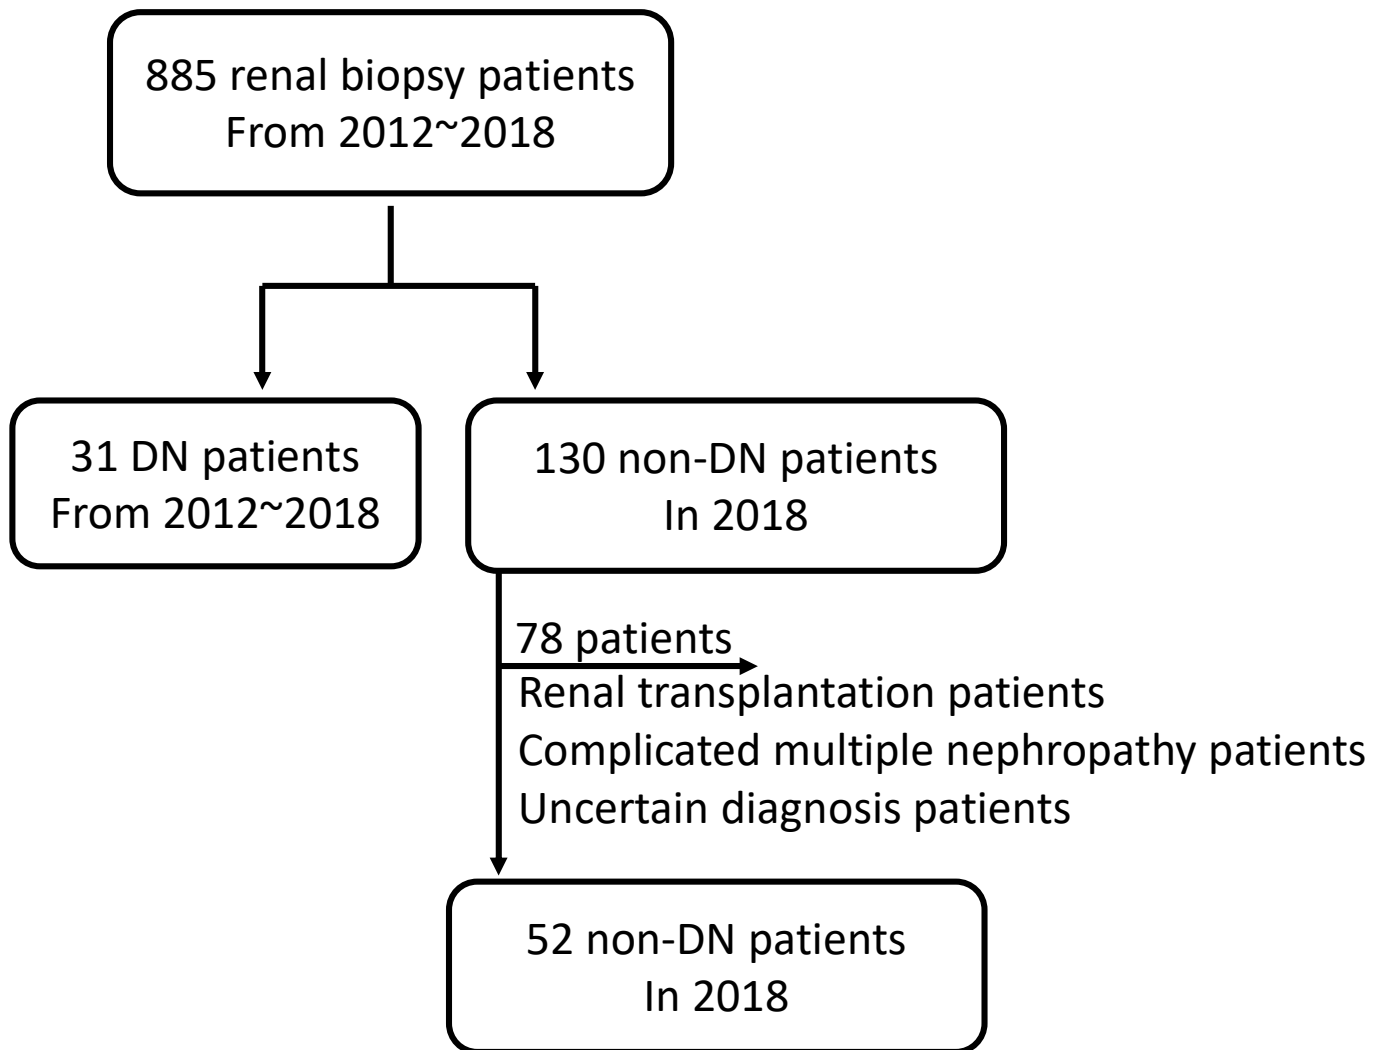 885 renal biopsy patients
From 2012~2018
31 DN patients
From 2012~2018
130 non-DN patients
In 2018
78 patients
Renal transplantation patients
Complicated multiple nephropathy patients
Uncertain diagnosis patients
52 non-DN patients
In 2018